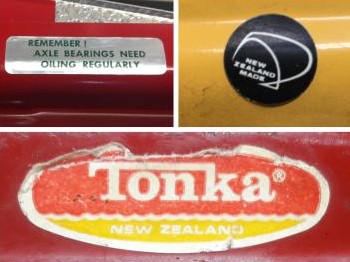 REMEMBER!
AXLE BEARINGS NEED
OILING REGULARLY
NEW
ZEALAND
MADE
Tonka®
NEW ZEALAND